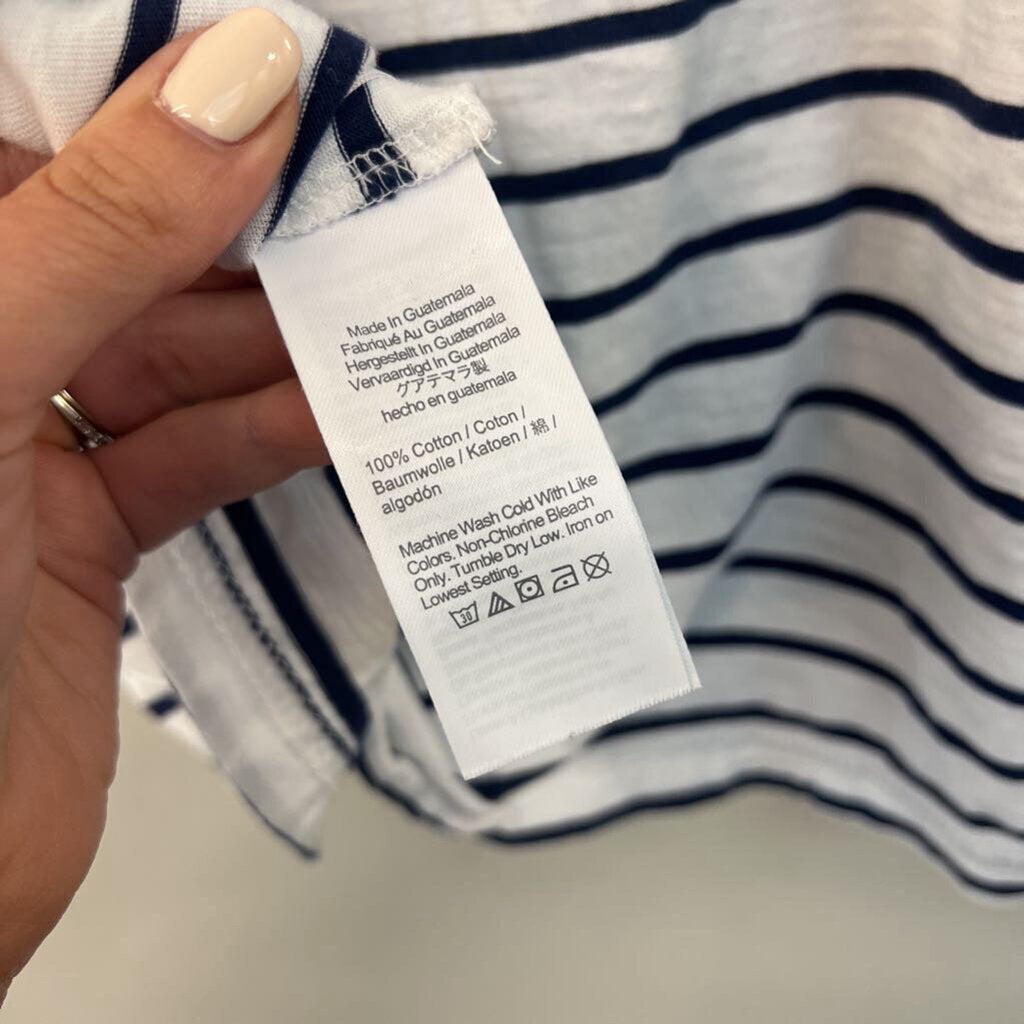 Made In Guatemala
Fabriqué Au Guatemala
Hergestellt In Guatemala
Vervaardigd In Guatemala
グアテマラ製
hecho en guatemala
100% Cotton / Coton /
Baumwolle / Katoen / 綿 /
algodón
Machine Wash Cold With Like
Colors. Non-Chlorine Bleach
Only. Tumble Dry Low. Iron on
Lowest Setting.
30